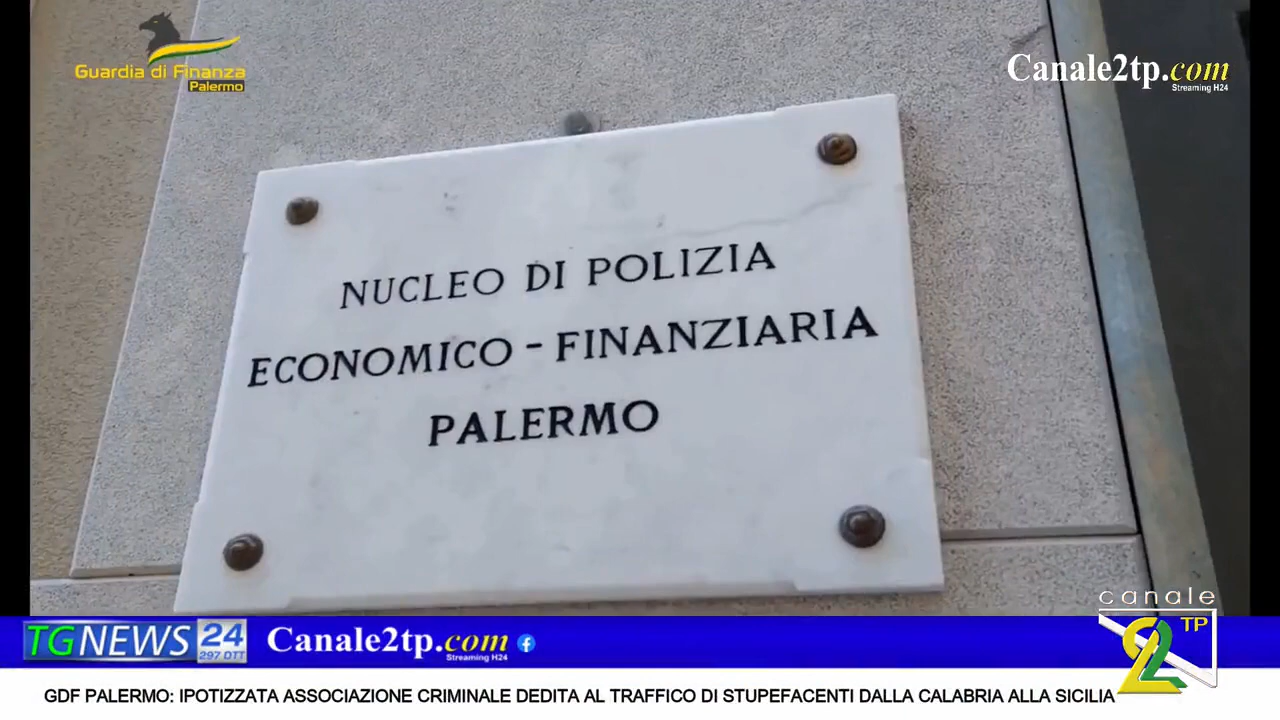 Guardia di Finanza
Palermo
Canale2tp.com
Streaming H24
NUCLEO DI POLIZIA
ECONOMICO - FINANZIARIA
PALERMO
canale
TP
2
TGNEWS 24
297 DTT
Canale2tp.com
Streaming H24
GDF PALERMO: IPOTIZZATA ASSOCIAZIONE CRIMINALE DEDITA AL TRAFFICO DI STUPEFACENTI DALLA CALABRIA ALLA SICILIA